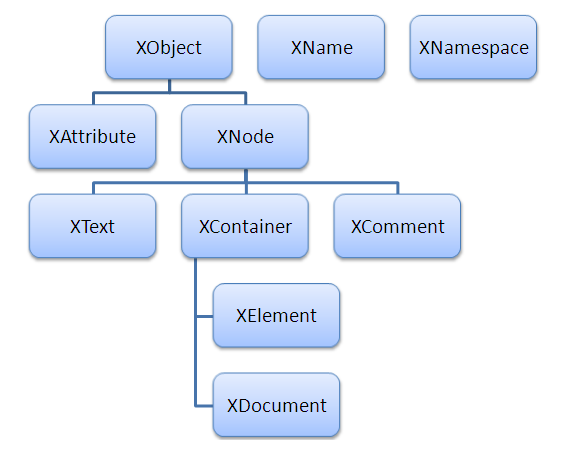 XObject
XName
XNamespace
XAttribute
XNode
XText
XContainer
XComment
XElement
XDocument